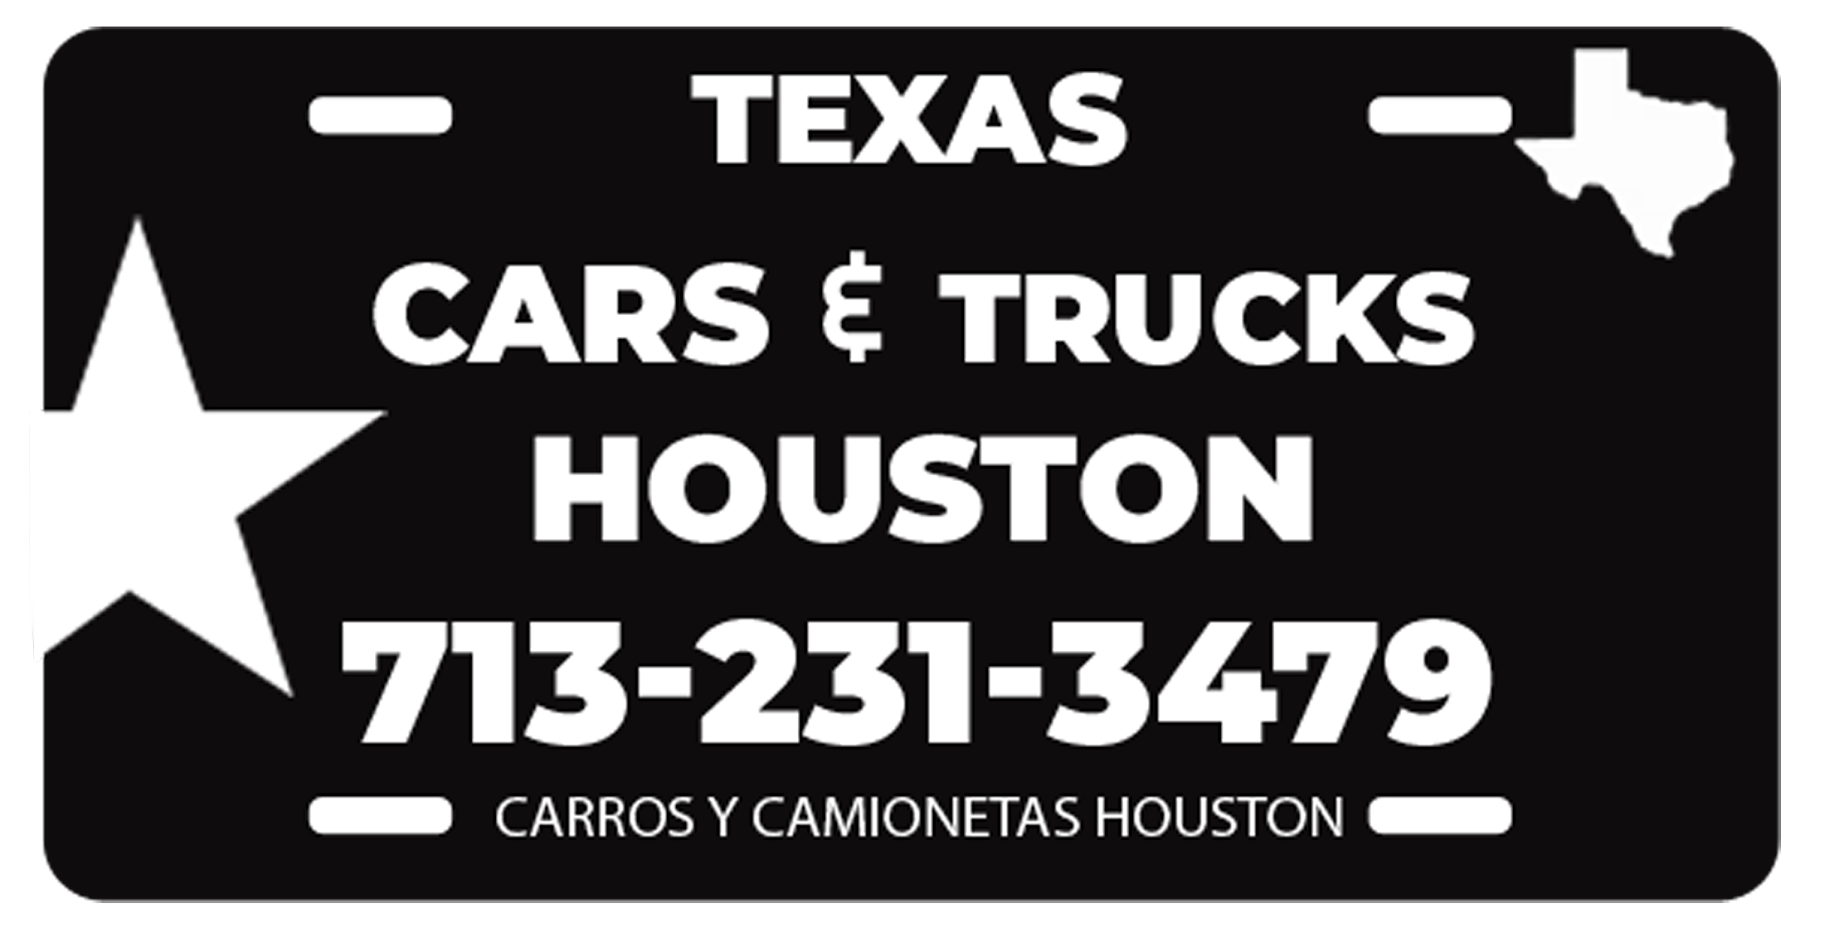 TEXAS
CARS & TRUCKS
HOUSTON
713-231-3479
CARROS Y CAMIONETAS HOUSTON